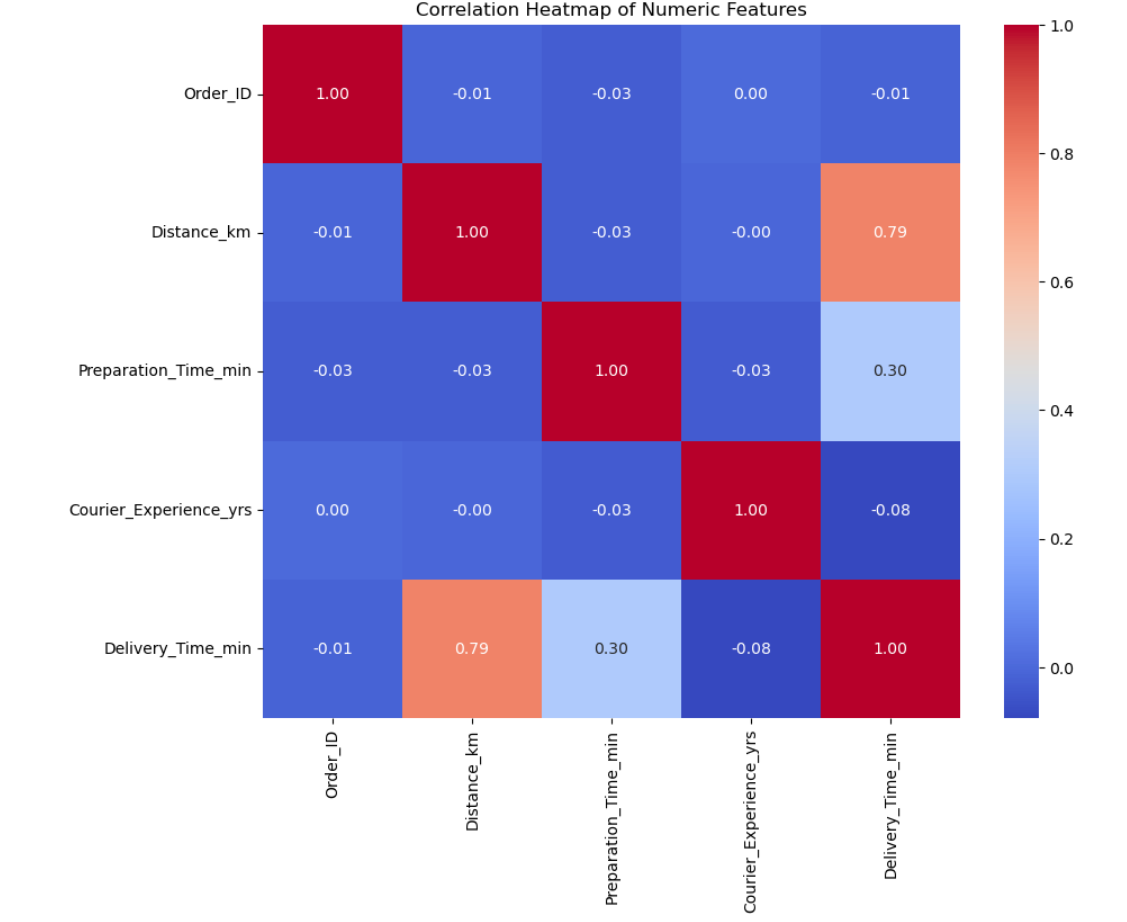 Correlation Heatmap of Numeric Features
Order_ID 1.00 -0.01 -0.03 0.00 -0.01
Distance_km -0.01 1.00 -0.03 -0.00 0.79
Preparation_Time_min -0.03 -0.03 1.00 -0.03 0.30
Courier_Experience_yrs 0.00 -0.00 -0.03 1.00 -0.08
Delivery_Time_min -0.01 0.79 0.30 -0.08 1.00
Order_ID
Distance_km
Preparation_Time_min
Courier_Experience_yrs
Delivery_Time_min
1.0
0.8
0.6
0.4
0.2
0.0